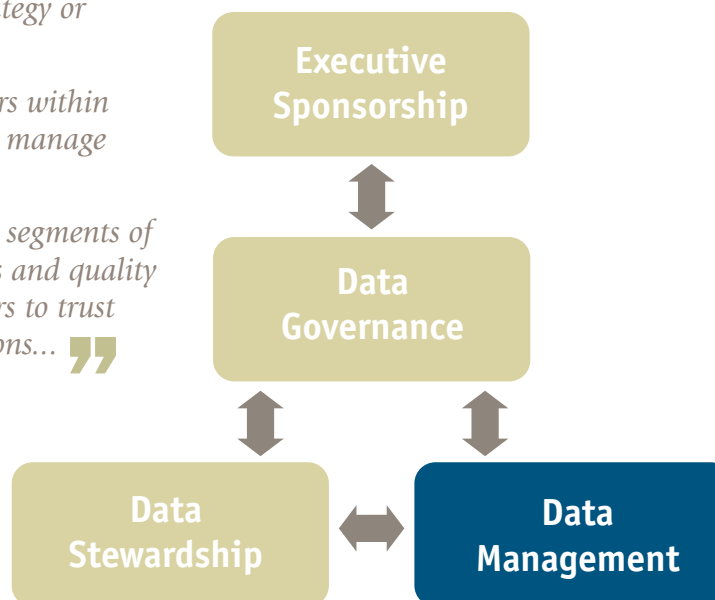 tegy or
rs within
manage
segments of
s and quality
rs to trust
ons... ”
Executive
Sponsorship
Data
Governance
Data
Stewardship
Data
Management